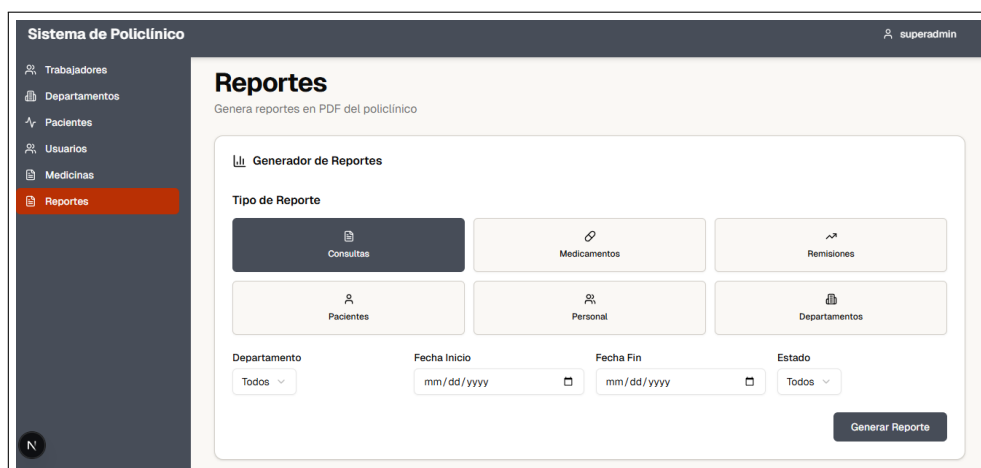 Sistema de Policlínico
superadmin
Trabajadores
Departamentos
Pacientes
Usuarios
Medicinas
Reportes
Reportes
Genera reportes en PDF del policlínico
Generador de Reportes
Tipo de Reporte
Consultas
Medicamentos
Remisiones
Pacientes
Personal
Departamentos
Departamento
Fecha Inicio
Fecha Fin
Estado
Todos
mm/dd/yyyy
mm/dd/yyyy
Todos
Generar Reporte
N